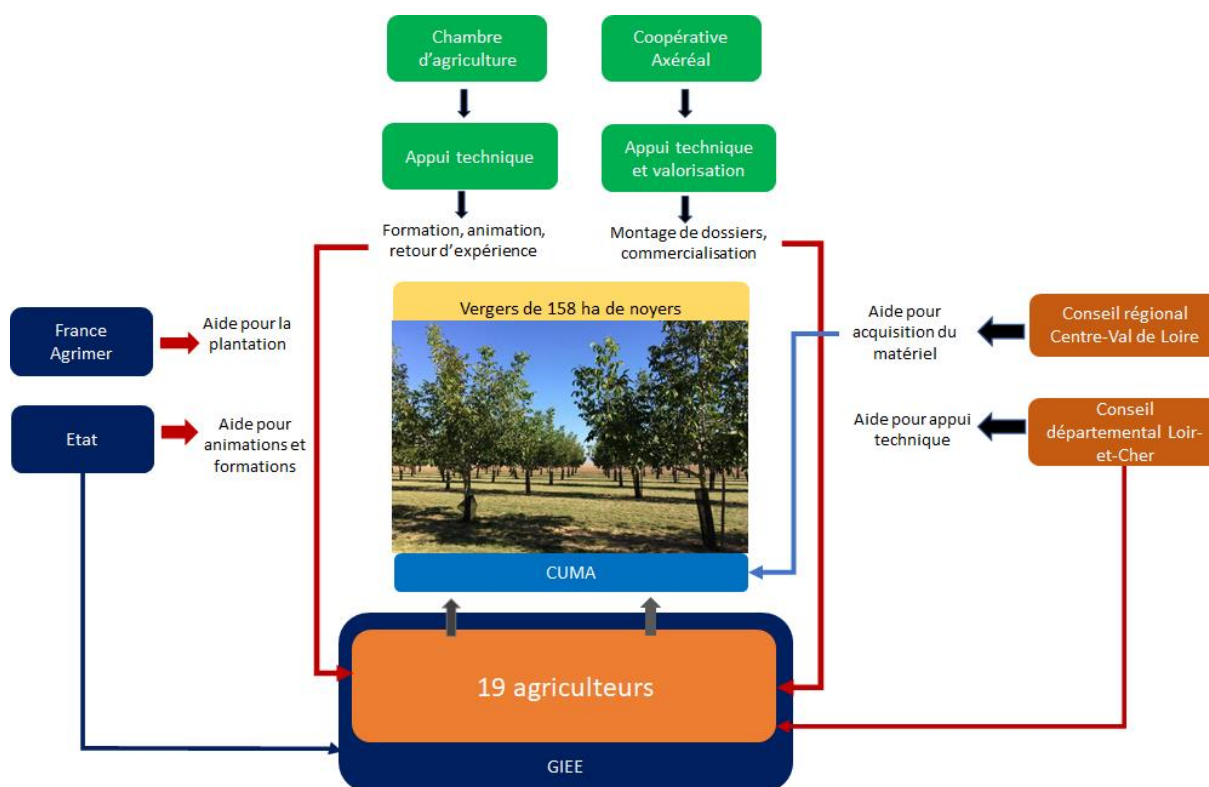 Chambre
d'agriculture
Coopérative
Axéréal
Appui technique
Appui technique
et valorisation
Formation, animation,
retour d'expérience
Montage de dossiers,
commercialisation
Vergers de 158 ha de noyers
France
Agrimer
Aide pour la
plantation
Aide pour
acquisition du
matériel
Conseil régional
Centre-Val de Loire
Etat
Aide pour
animations et
formations
Aide pour appui
technique
Conseil
départemental Loir-
et-Cher
CUMA
19 agriculteurs
GIEE